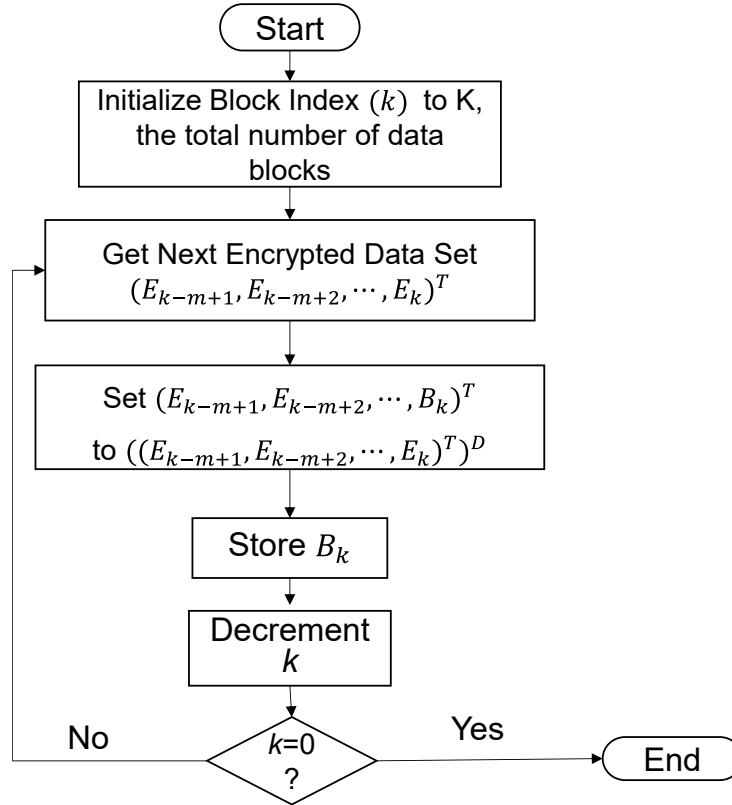 Start
Initialize Block Index (k) to K,
the total number of data
blocks
Get Next Encrypted Data Set
(E_{k-m+1}, E_{k-m+2}, ⋯, E_k)^T
Set (E_{k-m+1}, E_{k-m+2}, ⋯, B_k)^T
to ((E_{k-m+1}, E_{k-m+2}, ⋯, E_k)^T)^D
Store B_k
Decrement
k
k=0
?
No
Yes
End